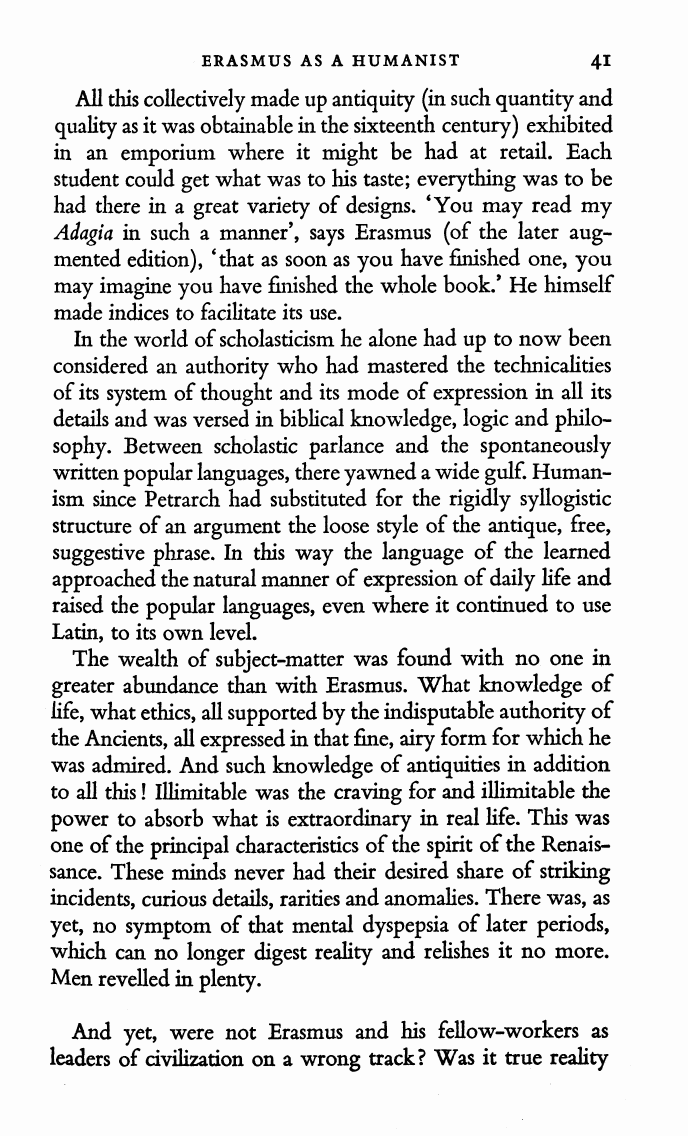 ERASMUS AS A HUMANIST 41
All this collectively made up antiquity (in such quantity and
quality as it was obtainable in the sixteenth century) exhibited
in an emporium where it might be had at retail. Each
student could get what was to his taste; everything was to be
had there in a great variety of designs. ‘You may read my
Adagia in such a manner’, says Erasmus (of the later aug-
mented edition), ‘that as soon as you have finished one, you
may imagine you have finished the whole book.’ He himself
made indices to facilitate its use.
In the world of scholasticism he alone had up to now been
considered an authority who had mastered the technicalities
of its system of thought and its mode of expression in all its
details and was versed in biblical knowledge, logic and philo-
sophy. Between scholastic parlance and the spontaneously
written popular languages, there yawned a wide gulf. Human-
ism since Petrarch had substituted for the rigidly syllogistic
structure of an argument the loose style of the antique, free,
suggestive phrase. In this way the language of the learned
approached the natural manner of expression of daily life and
raised the popular languages, even where it continued to use
Latin, to its own level.
The wealth of subject-matter was found with no one in
greater abundance than with Erasmus. What knowledge of
life, what ethics, all supported by the indisputable authority of
the Ancients, all expressed in that fine, airy form for which he
was admired. And such knowledge of antiquities in addition
to all this! Illimitable was the craving for and illimitable the
power to absorb what is extraordinary in real life. This was
one of the principal characteristics of the spirit of the Renais-
sance. These minds never had their desired share of striking
incidents, curious details, rarities and anomalies. There was, as
yet, no symptom of that mental dyspepsia of later periods,
which can no longer digest reality and relishes it no more.
Men revelled in plenty.
And yet, were not Erasmus and his fellow-workers as
leaders of civilization on a wrong track? Was it true reality